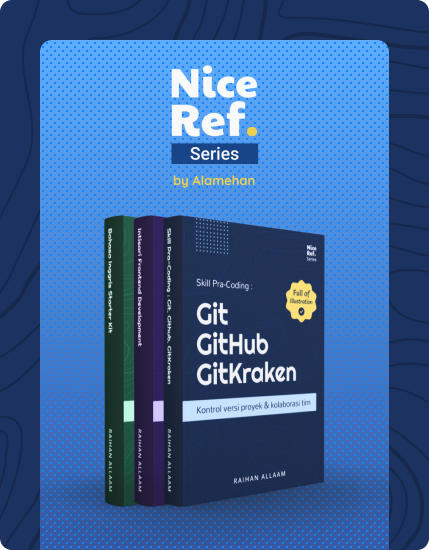 Nice
Ref.
Series
by Alamehan
Bahasa Inggris Starter Kit
RAIHAN ALLAAM
Intisari Frontend Development
RAIHAN ALLAAM
Skill Pra-Coding : Git, Github, GitKraken
RAIHAN ALLAAM
Nice
Ref.
Series
Skill Pra-Coding :
Full of
Illustration
Git
GitHub
GitKraken
Kontrol versi proyek & kolaborasi tim
RAIHAN ALLAAM